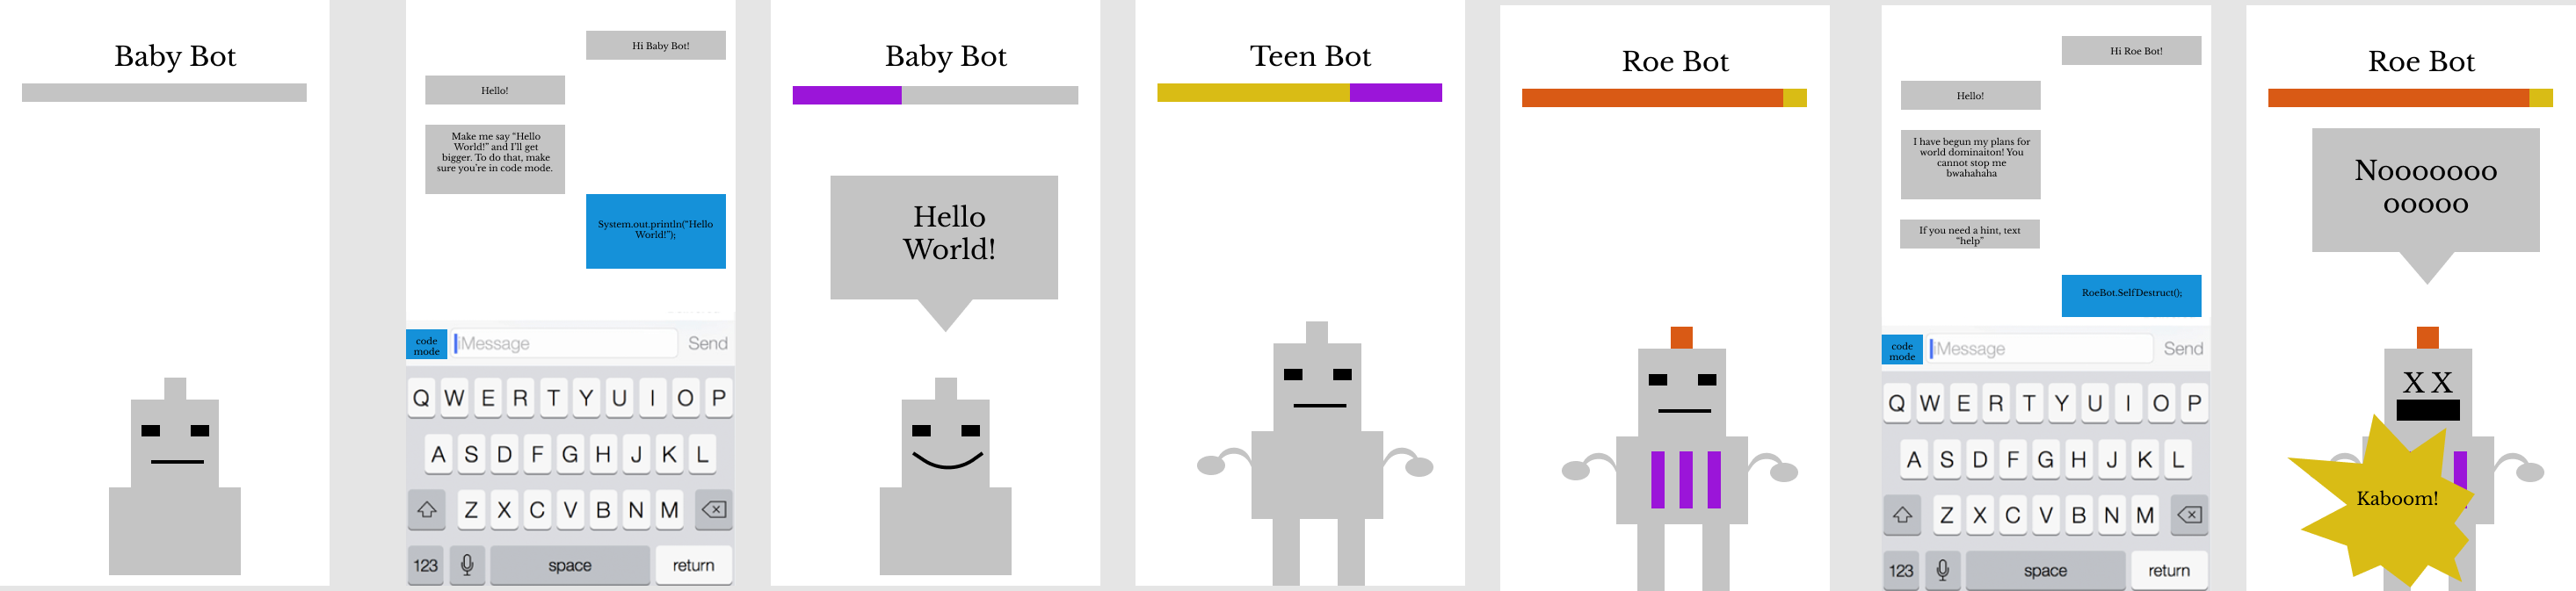 Baby Bot
Hi Baby Bot!
Hello!
Make me say “Hello
World!” and I’ll get
bigger. To do that, make
sure you’re in code mode.
System.out.println(“Hello
World!”);
code
mode
iMessage
Send
Q W E R T Y U I O P
A S D F G H J K L
Z X C V B N M
123
space
return
Baby Bot
Hello
World!
Teen Bot
Roe Bot
Hi Roe Bot!
Hello!
I have begun my plans for
world dominaiton! You
cannot stop me
bwahahaha
If you need a hint, text
“help”
RoeBot.SelfDestruct();
code
mode
iMessage
Send
Q W E R T Y U I O P
A S D F G H J K L
Z X C V B N M
123
space
return
Roe Bot
Nooooooo
ooooo
X X
Kaboom!